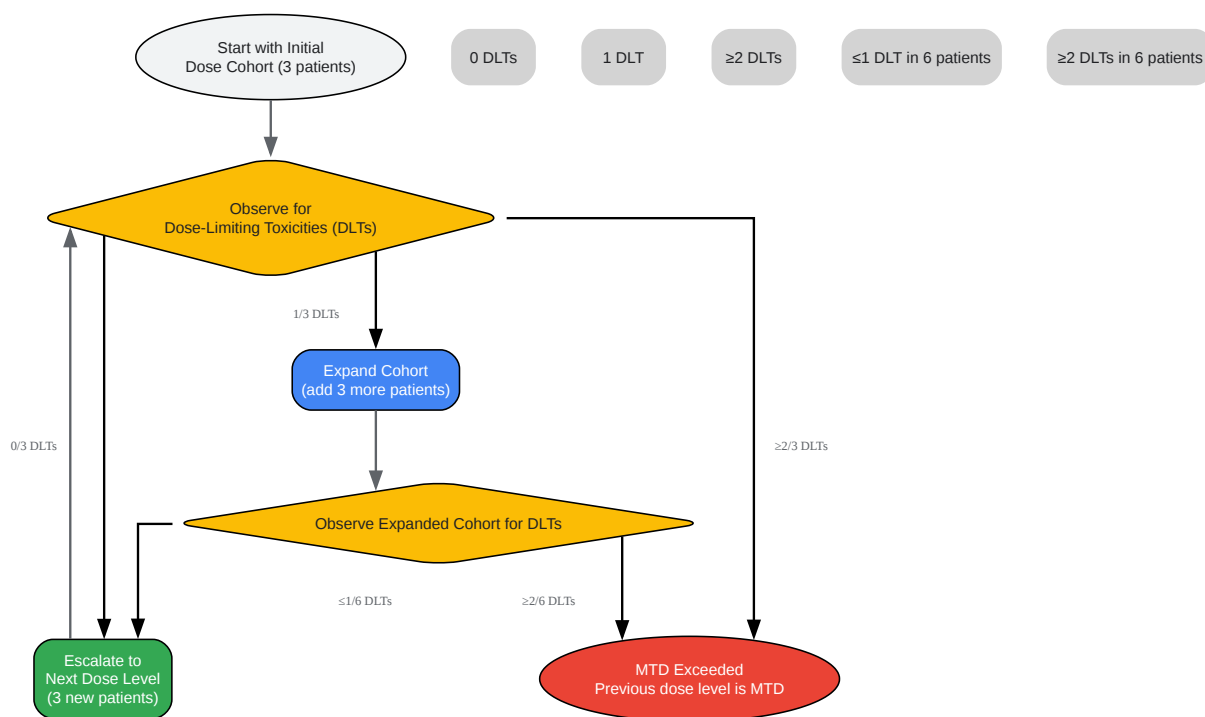 Start with Initial
Dose Cohort (3 patients)
0 DLTs
1 DLT
≥2 DLTs
≤1 DLT in 6 patients
≥2 DLTs in 6 patients
Observe for
Dose-Limiting Toxicities (DLTs)
1/3 DLTs
Expand Cohort
(add 3 more patients)
0/3 DLTs
≥2/3 DLTs
Observe Expanded Cohort for DLTs
≤1/6 DLTs
≥2/6 DLTs
Escalate to
Next Dose Level
(3 new patients)
MTD Exceeded
Previous dose level is MTD